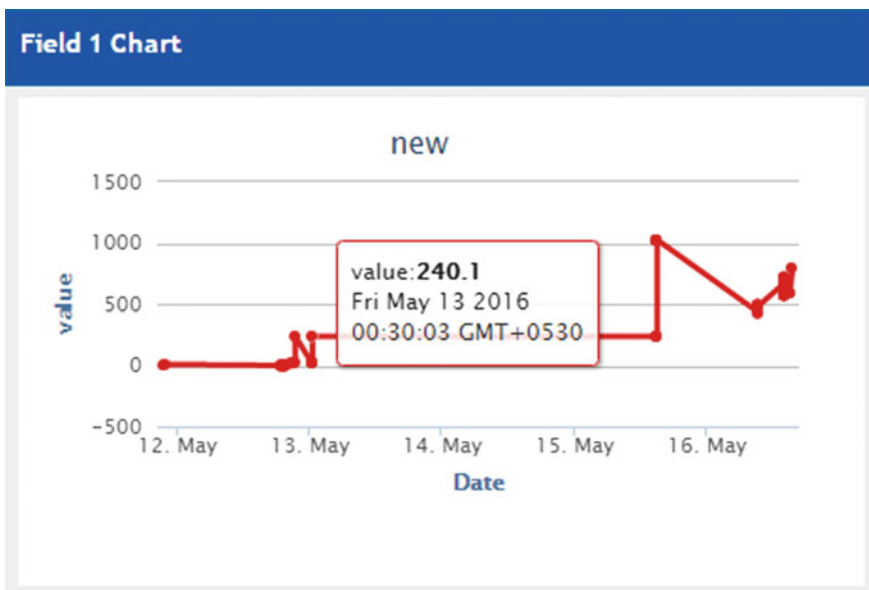 Field 1 Chart
new
1500
1000
500
0
-500
value
value:240.1
Fri May 13 2016
00:30:03 GMT+0530
12. May 13. May 14. May 15. May 16. May
Date